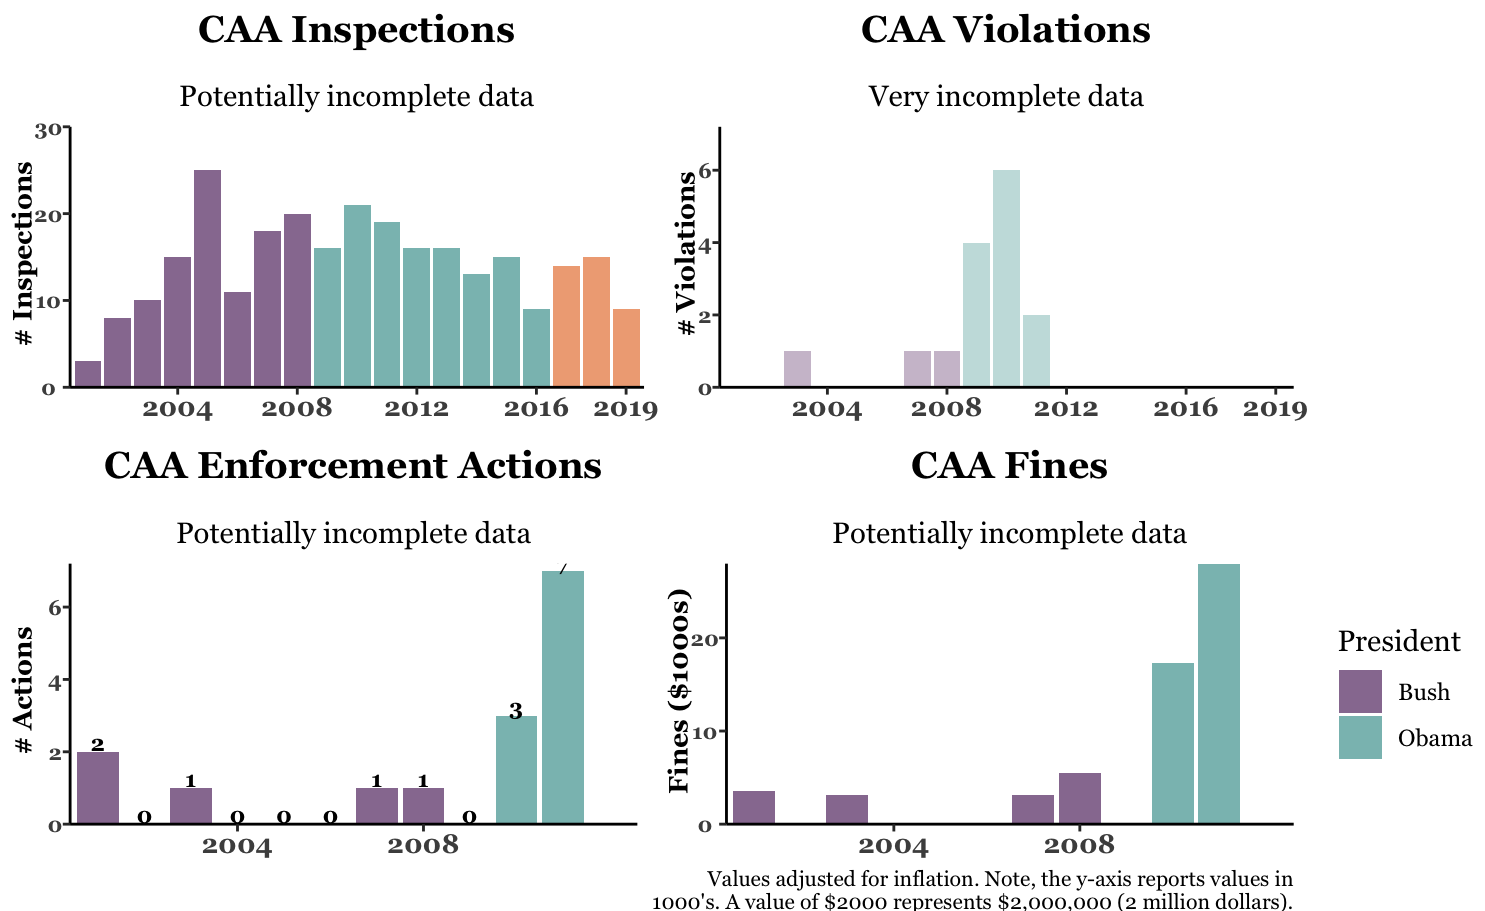 CAA Inspections
Potentially incomplete data
# Inspections
30
20
10
0
2004 2008 2012 2016 2019
CAA Violations
Very incomplete data
# Violations
6
4
2
0
2004 2008 2012 2016 2019
CAA Enforcement Actions
Potentially incomplete data
# Actions
6
4
2
0
2 0 1 0 0 0 1 1 0 3
2004 2008
CAA Fines
Potentially incomplete data
Fines ($1000s)
20
10
0
2004 2008
President
Bush
Obama
Values adjusted for inflation. Note, the y-axis reports values in
1000's. A value of $2000 represents $2,000,000 (2 million dollars).